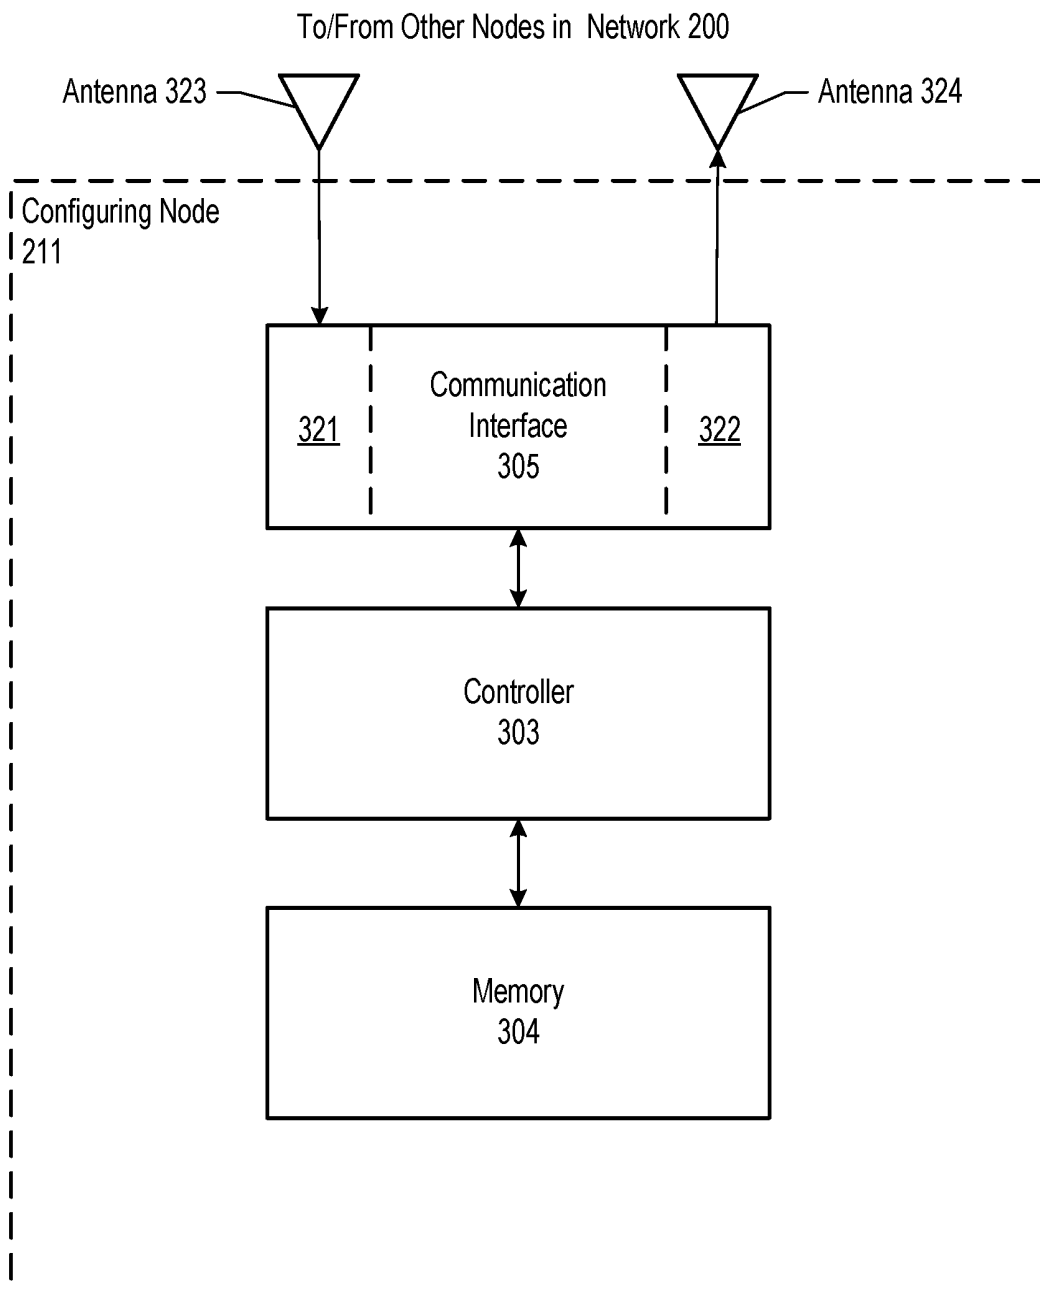 To/From Other Nodes in Network 200
Antenna 323
Antenna 324
Configuring Node
211
321
Communication
Interface
305
322
Controller
303
Memory
304